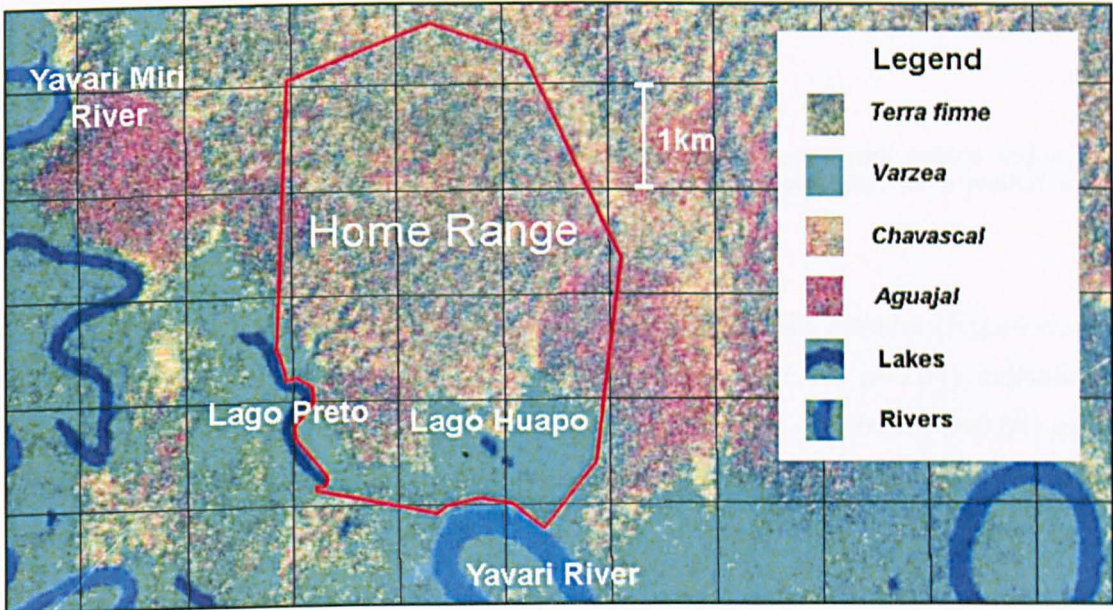 Yavari Miri
River
1km
Home Range
Lago Preto
Lago Huapo
Yavari River
Legend
Terra firme
Varzea
Chavascal
Aguajal
Lakes
Rivers